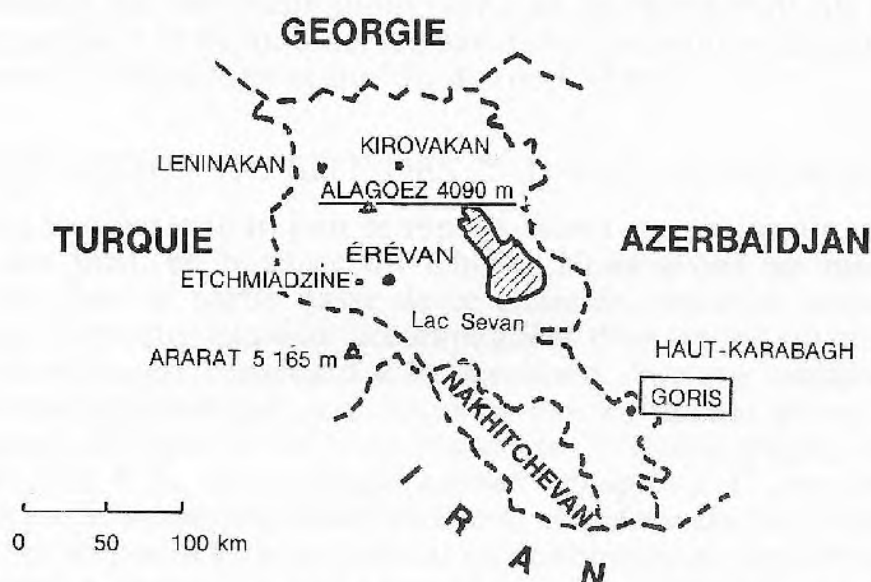 GEORGIE
KIROVAKAN
LENINAKAN
ALAGOEZ 4090 m
TURQUIE
AZERBAIDJAN
ÉRÉVAN
ETCHMIADZINE
Lac Sevan
ARARAT 5 165 m
HAUT-KARABAGH
GORIS
NAKHITCHEVAN
IRAN
0 50 100 km